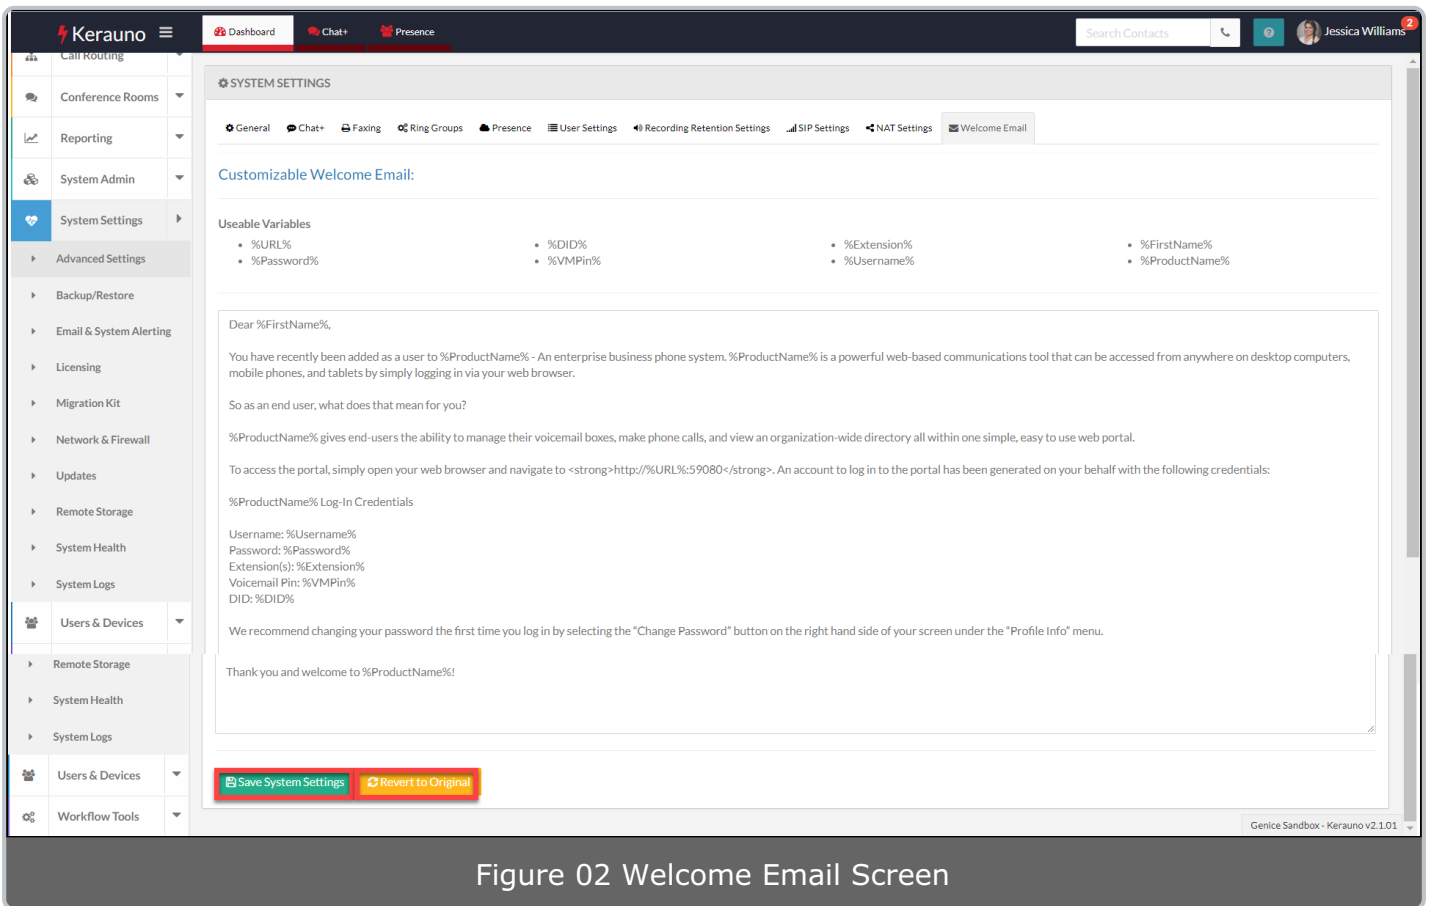 Kerauno
Dashboard
Chat+
Presence
Search Contacts
Jessica Williams
2
Call Routing
Conference Rooms
Reporting
System Admin
System Settings
Advanced Settings
Backup/Restore
Email & System Alerting
Licensing
Migration Kit
Network & Firewall
Updates
Remote Storage
System Health
System Logs
Users & Devices
Remote Storage
System Health
System Logs
Users & Devices
Workflow Tools
SYSTEM SETTINGS
General Chat+ Faxing Ring Groups Presence User Settings Recording Retention Settings SIP Settings NAT Settings Welcome Email
Customizable Welcome Email:
Useable Variables
• %URL% • %DID% • %Extension% • %FirstName%
• %Password% • %VMPin% • %Username% • %ProductName%
Dear %FirstName%,
You have recently been added as a user to %ProductName% - An enterprise business phone system. %ProductName% is a powerful web-based communications tool that can be accessed from anywhere on desktop computers,
mobile phones, and tablets by simply logging in via your web browser.
So as an end user, what does that mean for you?
%ProductName% gives end-users the ability to manage their voicemail boxes, make phone calls, and view an organization-wide directory all within one simple, easy to use web portal.
To access the portal, simply open your web browser and navigate to <strong>http://%URL%:59080</strong>. An account to log in to the portal has been generated on your behalf with the following credentials:
%ProductName% Log-In Credentials
Username: %Username%
Password: %Password%
Extension(s): %Extension%
Voicemail Pin: %VMPin%
DID: %DID%
We recommend changing your password the first time you log in by selecting the “Change Password” button on the right hand side of your screen under the “Profile Info” menu.
Thank you and welcome to %ProductName%!
Save System Settings
Revert to Original
Genice Sandbox - Kerauno v2.1.01
Figure 02 Welcome Email Screen